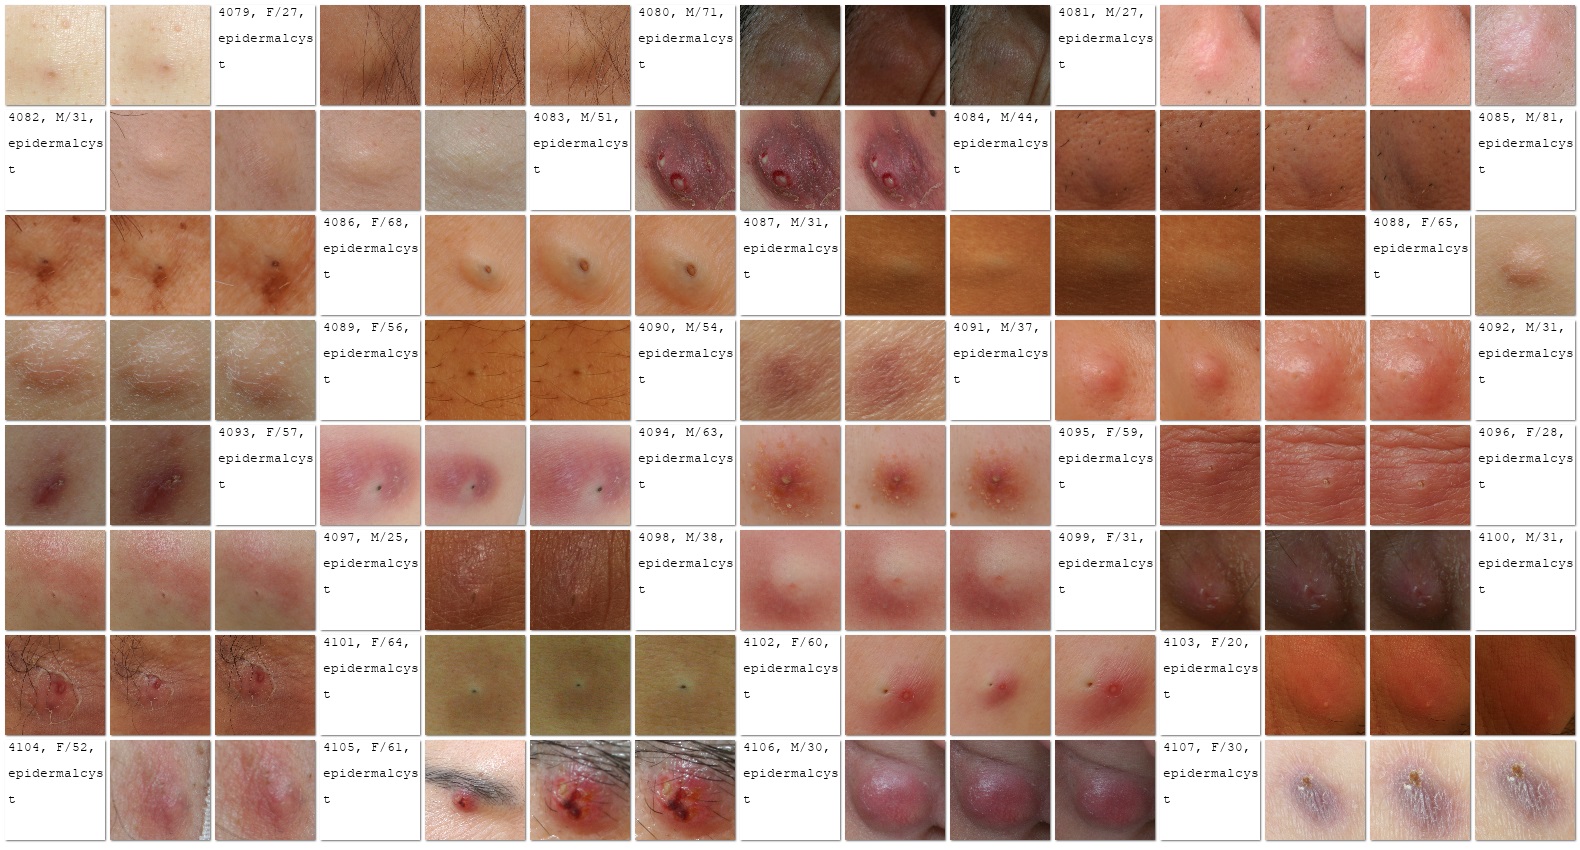 4079, F/27,
epidermalcys
t
4080, M/71,
epidermalcys
t
4081, M/27,
epidermalcys
t
4082, M/31,
epidermalcys
t
4083, M/51,
epidermalcys
t
4084, M/44,
epidermalcys
t
4085, M/81,
epidermalcys
t
4086, F/68,
epidermalcys
t
4087, M/31,
epidermalcys
t
4088, F/65,
epidermalcys
t
4089, F/56,
epidermalcys
t
4090, M/54,
epidermalcys
t
4091, M/37,
epidermalcys
t
4092, M/31,
epidermalcys
t
4093, F/57,
epidermalcys
t
4094, M/63,
epidermalcys
t
4095, F/59,
epidermalcys
t
4096, F/28,
epidermalcys
t
4097, M/25,
epidermalcys
t
4098, M/38,
epidermalcys
t
4099, F/31,
epidermalcys
t
4100, M/31,
epidermalcys
t
4101, F/64,
epidermalcys
t
4102, F/60,
epidermalcys
t
4103, F/20,
epidermalcys
t
4104, F/52,
epidermalcys
t
4105, F/61,
epidermalcys
t
4106, M/30,
epidermalcys
t
4107, F/30,
epidermalcys
t